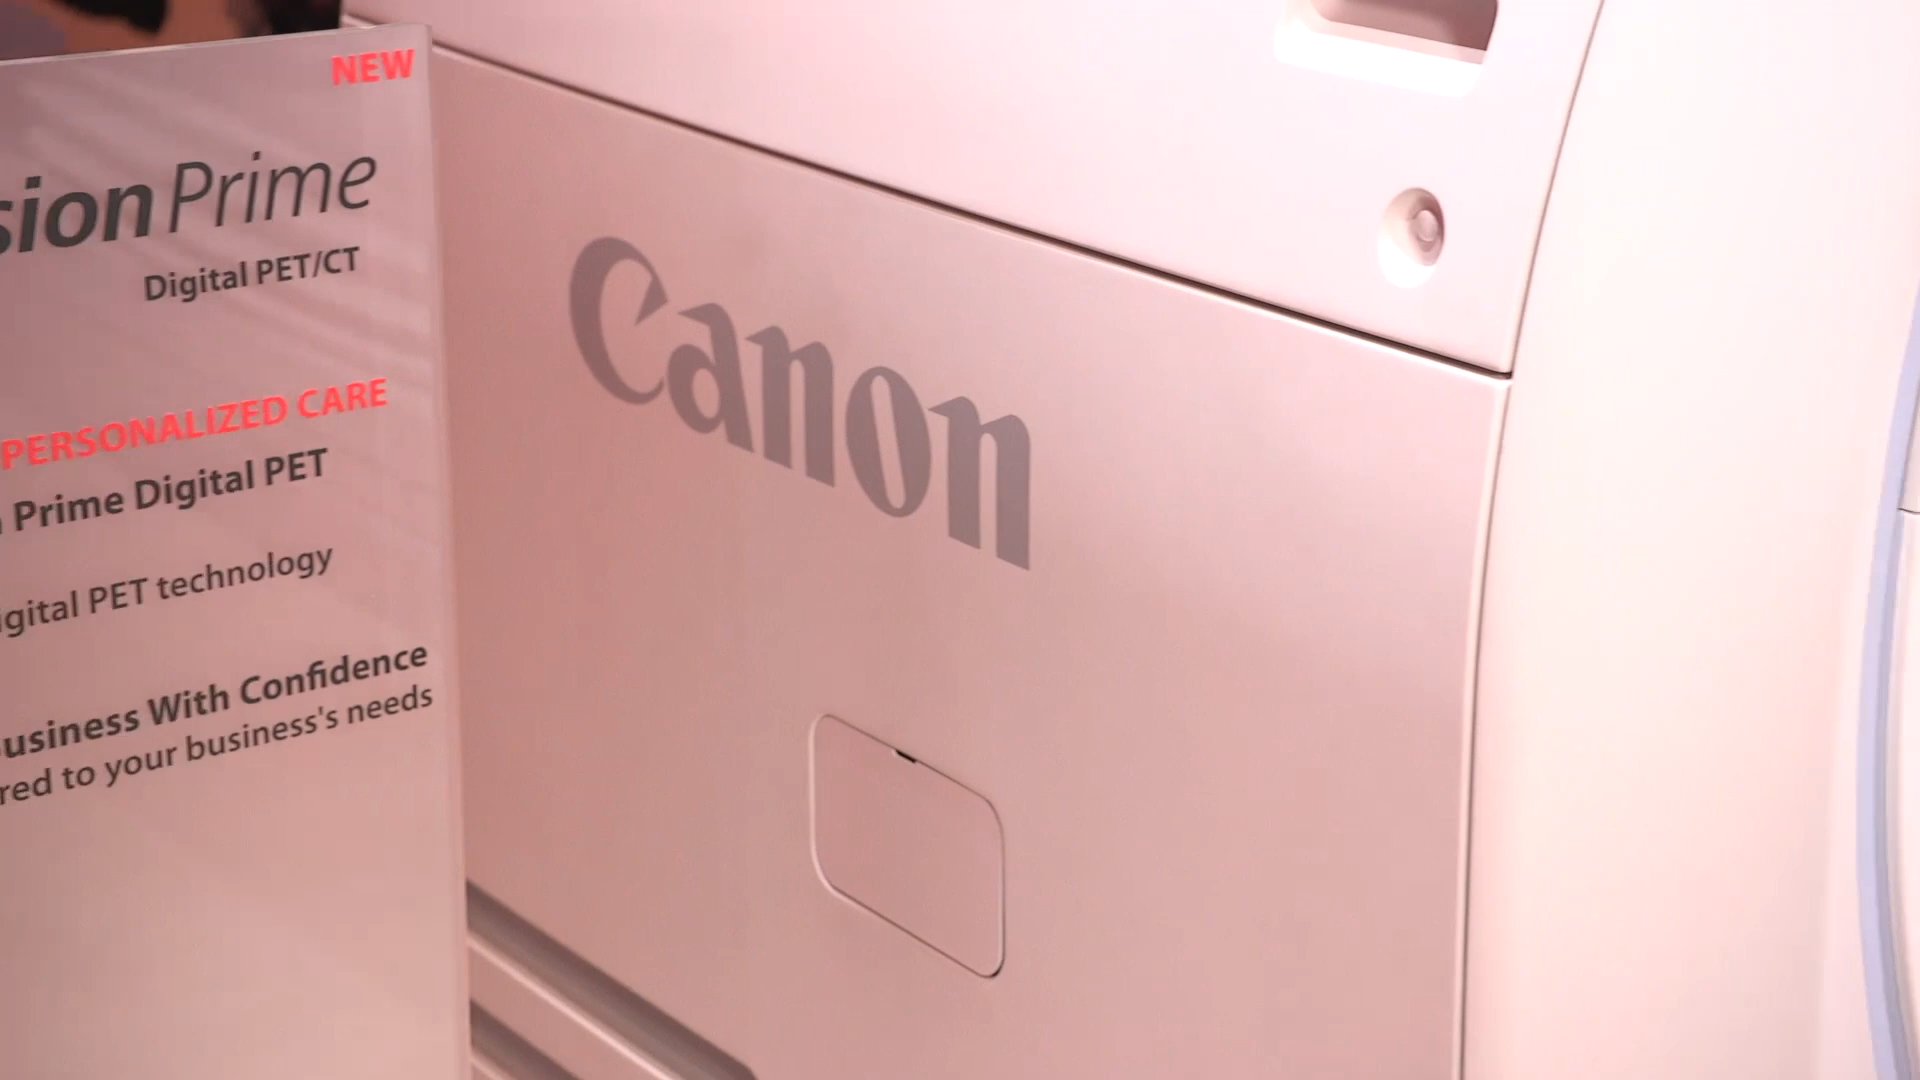 NEW
sion Prime
Digital PET/CT
PERSONALIZED CARE
Prime Digital PET
igital PET technology
usiness With Confidence
red to your business's needs
Canon